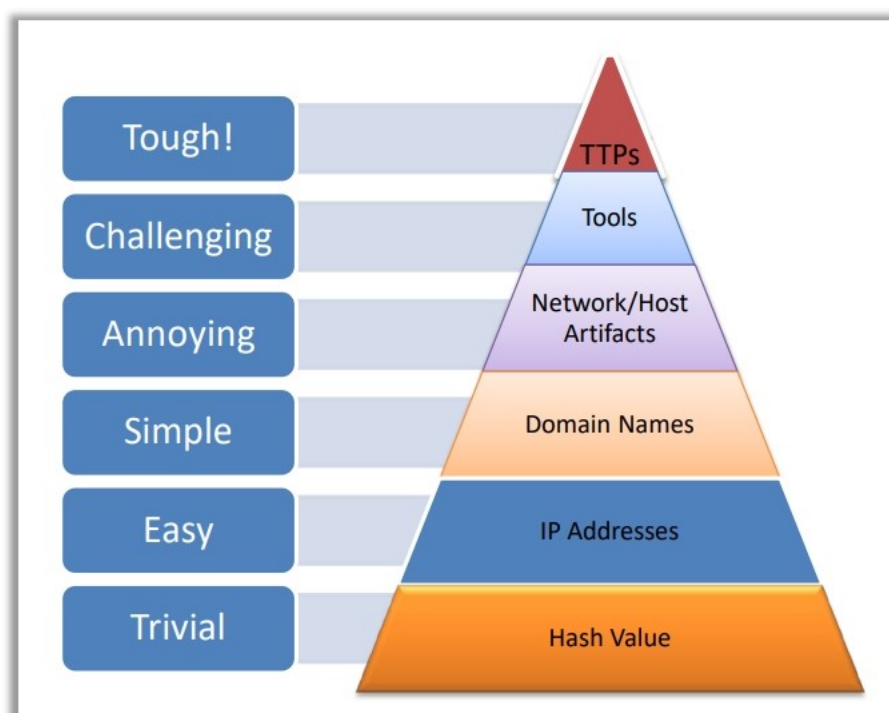 Tough!
TTPs
Challenging
Tools
Annoying
Network/Host
Artifacts
Simple
Domain Names
Easy
IP Addresses
Trivial
Hash Value